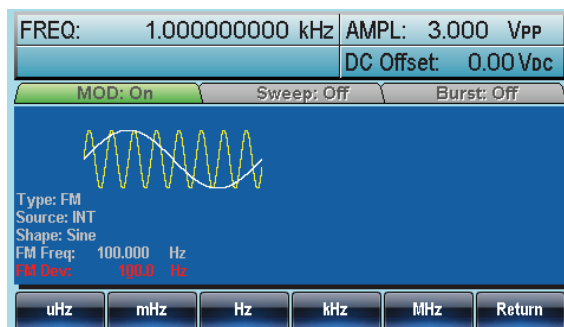 FREQ: 1.000000000 kHz AMPL: 3.000 VPP
DC Offset: 0.00 VDC
MOD: On Sweep: Off Burst: Off
Type: FM
Source: INT
Shape: Sine
FM Freq: 100.000 Hz
FM Dev: 100.0 Hz
uHz mHz Hz kHz MHz Return